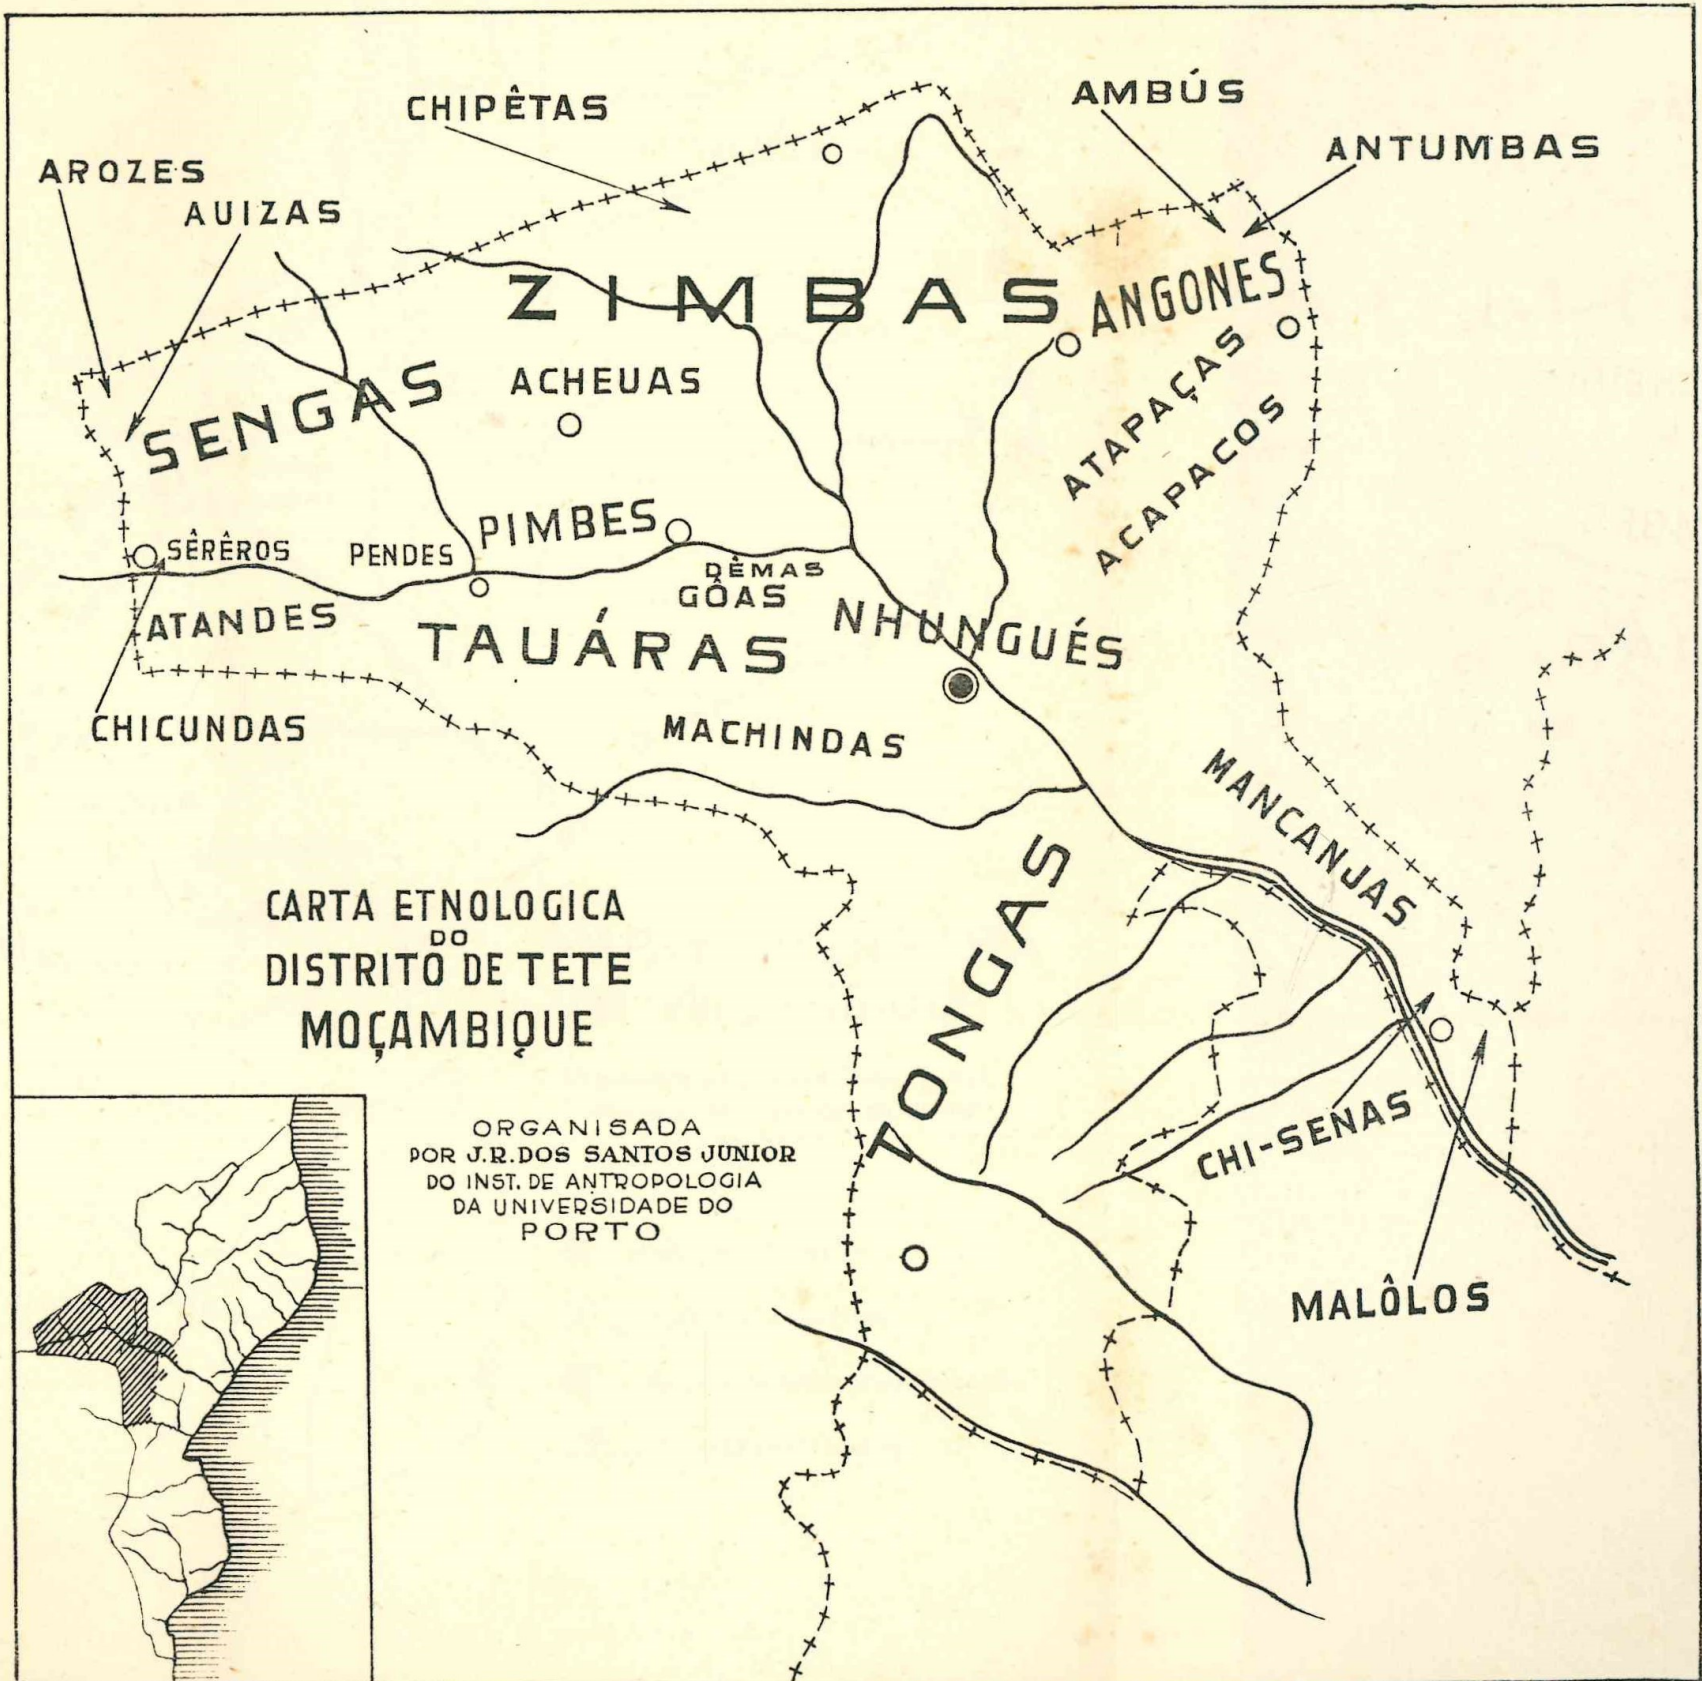 CHIPÊTAS
AMBÚS
ANTUMBAS
AROZES
AUIZAS
ZIMBAS
ANGONES
SENGAS
ACHEUAS
ATAPAÇAS
ACAPACOS
PIMBES
SÊRÊROS
PENDES
DÊMAS
GÔAS
ATANDES
TAUÁRAS
NHUNGUÉS
CHICUNDAS
MACHINDAS
MANCANJAS
TONGAS
CARTA ETNOLOGICA
DO
DISTRITO DE TETE
MOÇAMBIQUE
ORGANISADA
POR J.R. DOS SANTOS JUNIOR
DO INST. DE ANTROPOLOGIA
DA UNIVERSIDADE DO
PORTO
CHI-SENAS
MALÔLOS